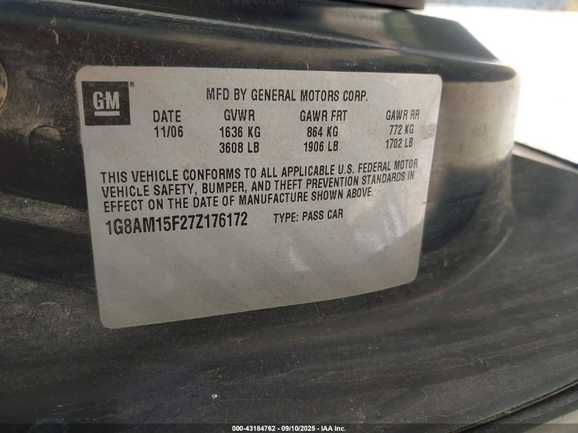 GM
MFD BY GENERAL MOTORS CORP.
DATE GVWR GAWR FRT GAWR RR
11/06 1636 KG 864 KG 772 KG
3608 LB 1906 LB 1702 LB
THIS VEHICLE CONFORMS TO ALL APPLICABLE U.S. FEDERAL MOTOR
VEHICLE SAFETY, BUMPER, AND THEFT PREVENTION STANDARDS IN
EFFECT ON THE DATE OF MANUFACTURE SHOWN ABOVE.
1G8AM15F27Z176172 TYPE: PASS CAR
000-43184762 - 09/10/2025 - COPYRIGHT IAA, LLC.